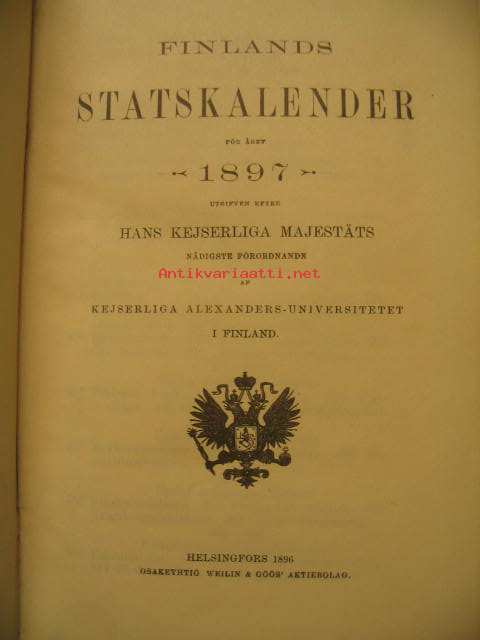 FINLANDS
STATSKALENDER
FÖR ÅRET
1897
UTGIFVEN EFTER
HANS KEJSERLIGA MAJESTÄTS
NÅDIGSTE FÖRORDNANDE
Antikvariaatti.net
AF
KEJSERLIGA ALEXANDERS-UNIVERSITETET
I FINLAND.
HELSINGFORS 1896
OSAKEYHTIÖ WEILIN & GÖÖS' AKTIEBOLAG.